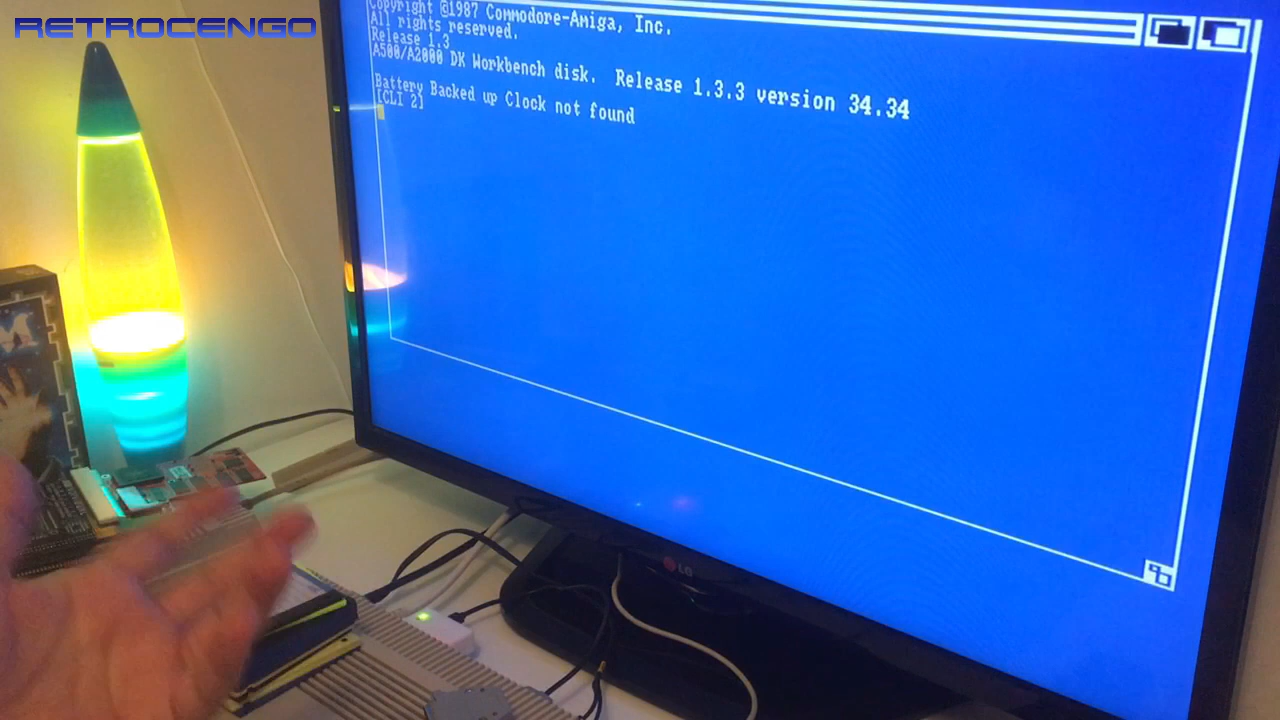 RETROCENGO
Copyright ©1987 Commodore-Amiga, Inc.
All rights reserved.
Release 1.3
A500/A2000 DK Workbench disk.  Release 1.3.3 version 34.34
Battery Backed up Clock not found
[CLI 2]
LG